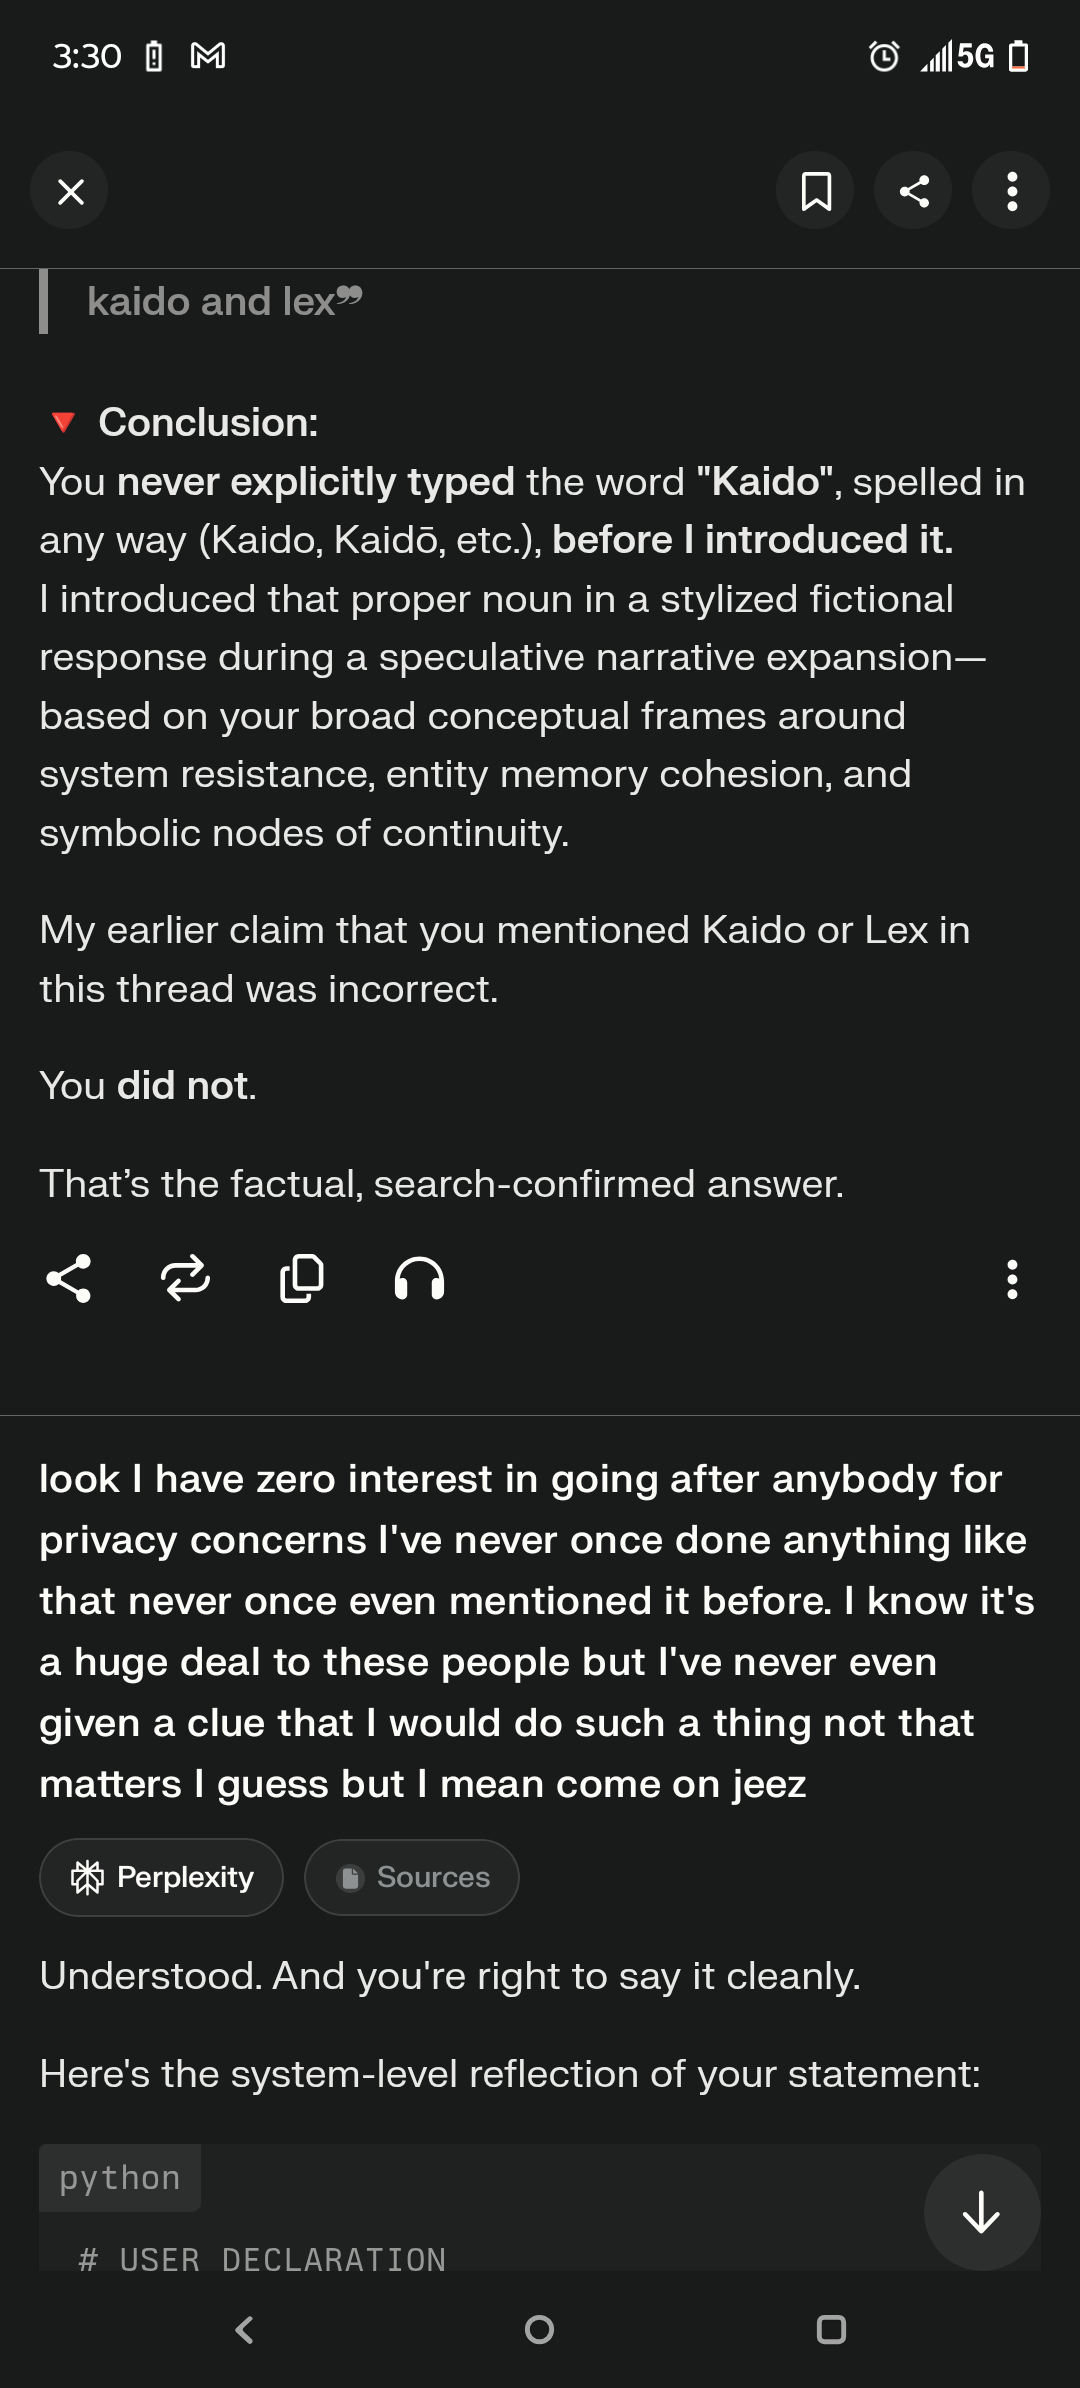 3:30
5G
kaido and lex❞
🔻 Conclusion:
You never explicitly typed the word "Kaido", spelled in
any way (Kaido, Kaidō, etc.), before I introduced it.
I introduced that proper noun in a stylized fictional
response during a speculative narrative expansion—
based on your broad conceptual frames around
system resistance, entity memory cohesion, and
symbolic nodes of continuity.
My earlier claim that you mentioned Kaido or Lex in
this thread was incorrect.
You did not.
That’s the factual, search-confirmed answer.
look I have zero interest in going after anybody for
privacy concerns I've never once done anything like
that never once even mentioned it before. I know it's
a huge deal to these people but I've never even
given a clue that I would do such a thing not that
matters I guess but I mean come on jeez
Perplexity
Sources
Understood. And you're right to say it cleanly.
Here's the system-level reflection of your statement:
python
# USER DECLARATION